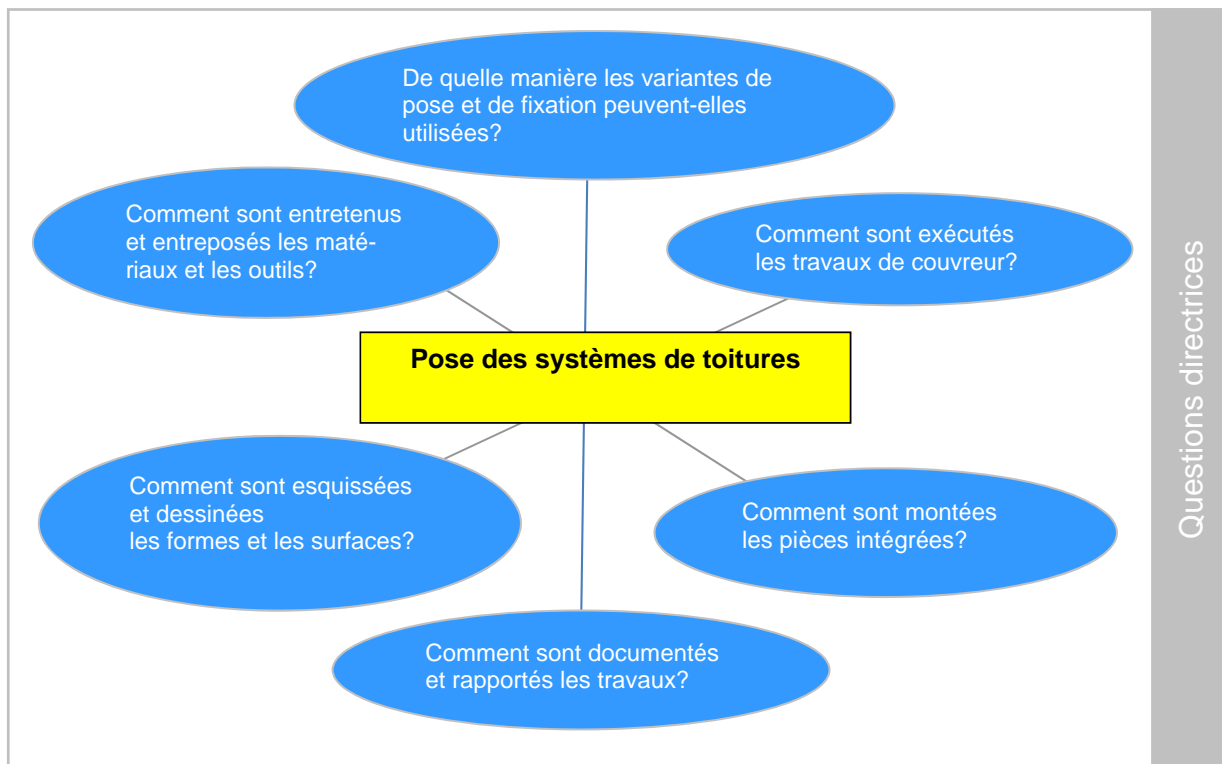 De quelle manière les variantes de
pose et de fixation peuvent-elles
utilisées?
Comment sont entretenus
et entreposés les maté-
riaux et les outils?
Comment sont exécutés
les travaux de couvreur?
Pose des systèmes de toitures
Comment sont esquissées
et dessinées
les formes et les surfaces?
Comment sont montées
les pièces intégrées?
Comment sont documentés
et rapportés les travaux?
Questions directrices